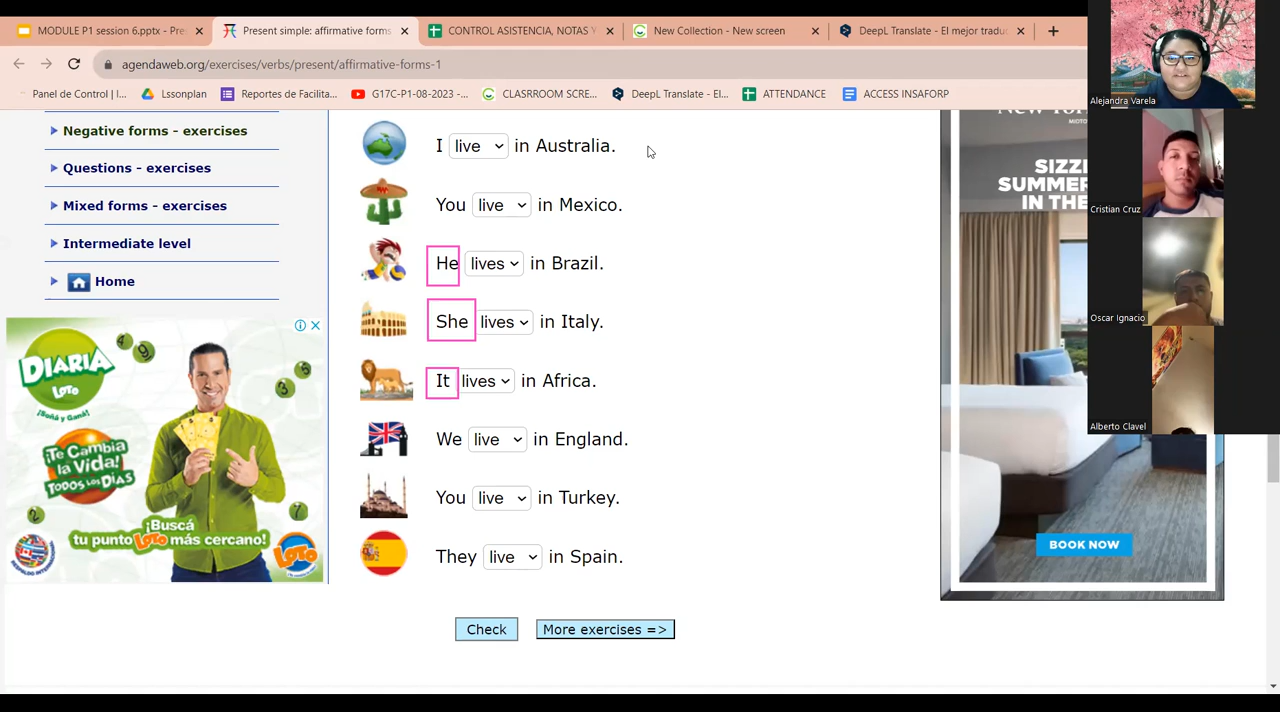 MODULE P1 session 6.pptx - Pre
Present simple: affirmative forms
CONTROL ASISTENCIA, NOTAS Y
New Collection - New screen
DeepL Translate - El mejor tradu
agendaweb.org/exercises/verbs/present/affirmative-forms-1
Panel de Control | I...
Lssonplan
Reportes de Facilita...
G17C-P1-08-2023 -...
CLASRROOM SCRE...
DeepL Translate - El...
ATTENDANCE
ACCESS INSAFORP
Negative forms - exercises
Questions - exercises
Mixed forms - exercises
Intermediate level
Home
DIARIA
LOTO
¡Soñá y Ganá!
¡Te Cambia
la Vida!
TODOS LOS DÍAS
¡Buscá
tu punto Loto más cercano!
LOTO
I live in Australia.
You live in Mexico.
He lives in Brazil.
She lives in Italy.
It lives in Africa.
We live in England.
You live in Turkey.
They live in Spain.
Check
More exercises =>
SIZZ
SUMMER
IN THE
BOOK NOW
Alejandra Varela
Cristian Cruz
Oscar Ignacio
Alberto Clavel